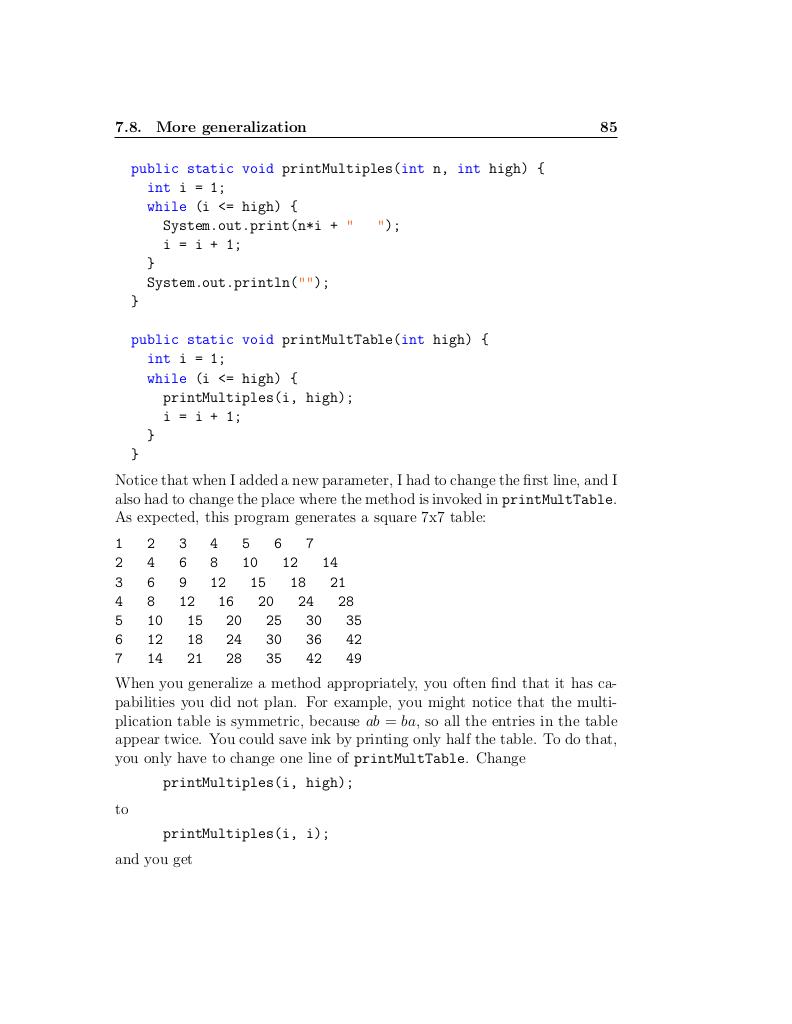 7.8. More generalization 85
public static void printMultiples(int n, int high) {
  int i = 1;
  while (i <= high) {
    System.out.print(n*i + "   ");
    i = i + 1;
  }
  System.out.println("");
}
public static void printMultTable(int high) {
  int i = 1;
  while (i <= high) {
    printMultiples(i, high);
    i = i + 1;
  }
}
Notice that when I added a new parameter, I had to change the first line, and I
also had to change the place where the method is invoked in printMultTable.
As expected, this program generates a square 7x7 table:
1   2   3   4   5   6   7
2   4   6   8   10   12   14
3   6   9   12   15   18   21
4   8   12   16   20   24   28
5   10   15   20   25   30   35
6   12   18   24   30   36   42
7   14   21   28   35   42   49
When you generalize a method appropriately, you often find that it has ca-
pabilities you did not plan. For example, you might notice that the multi-
plication table is symmetric, because ab = ba, so all the entries in the table
appear twice. You could save ink by printing only half the table. To do that,
you only have to change one line of printMultTable. Change
printMultiples(i, high);
to
printMultiples(i, i);
and you get